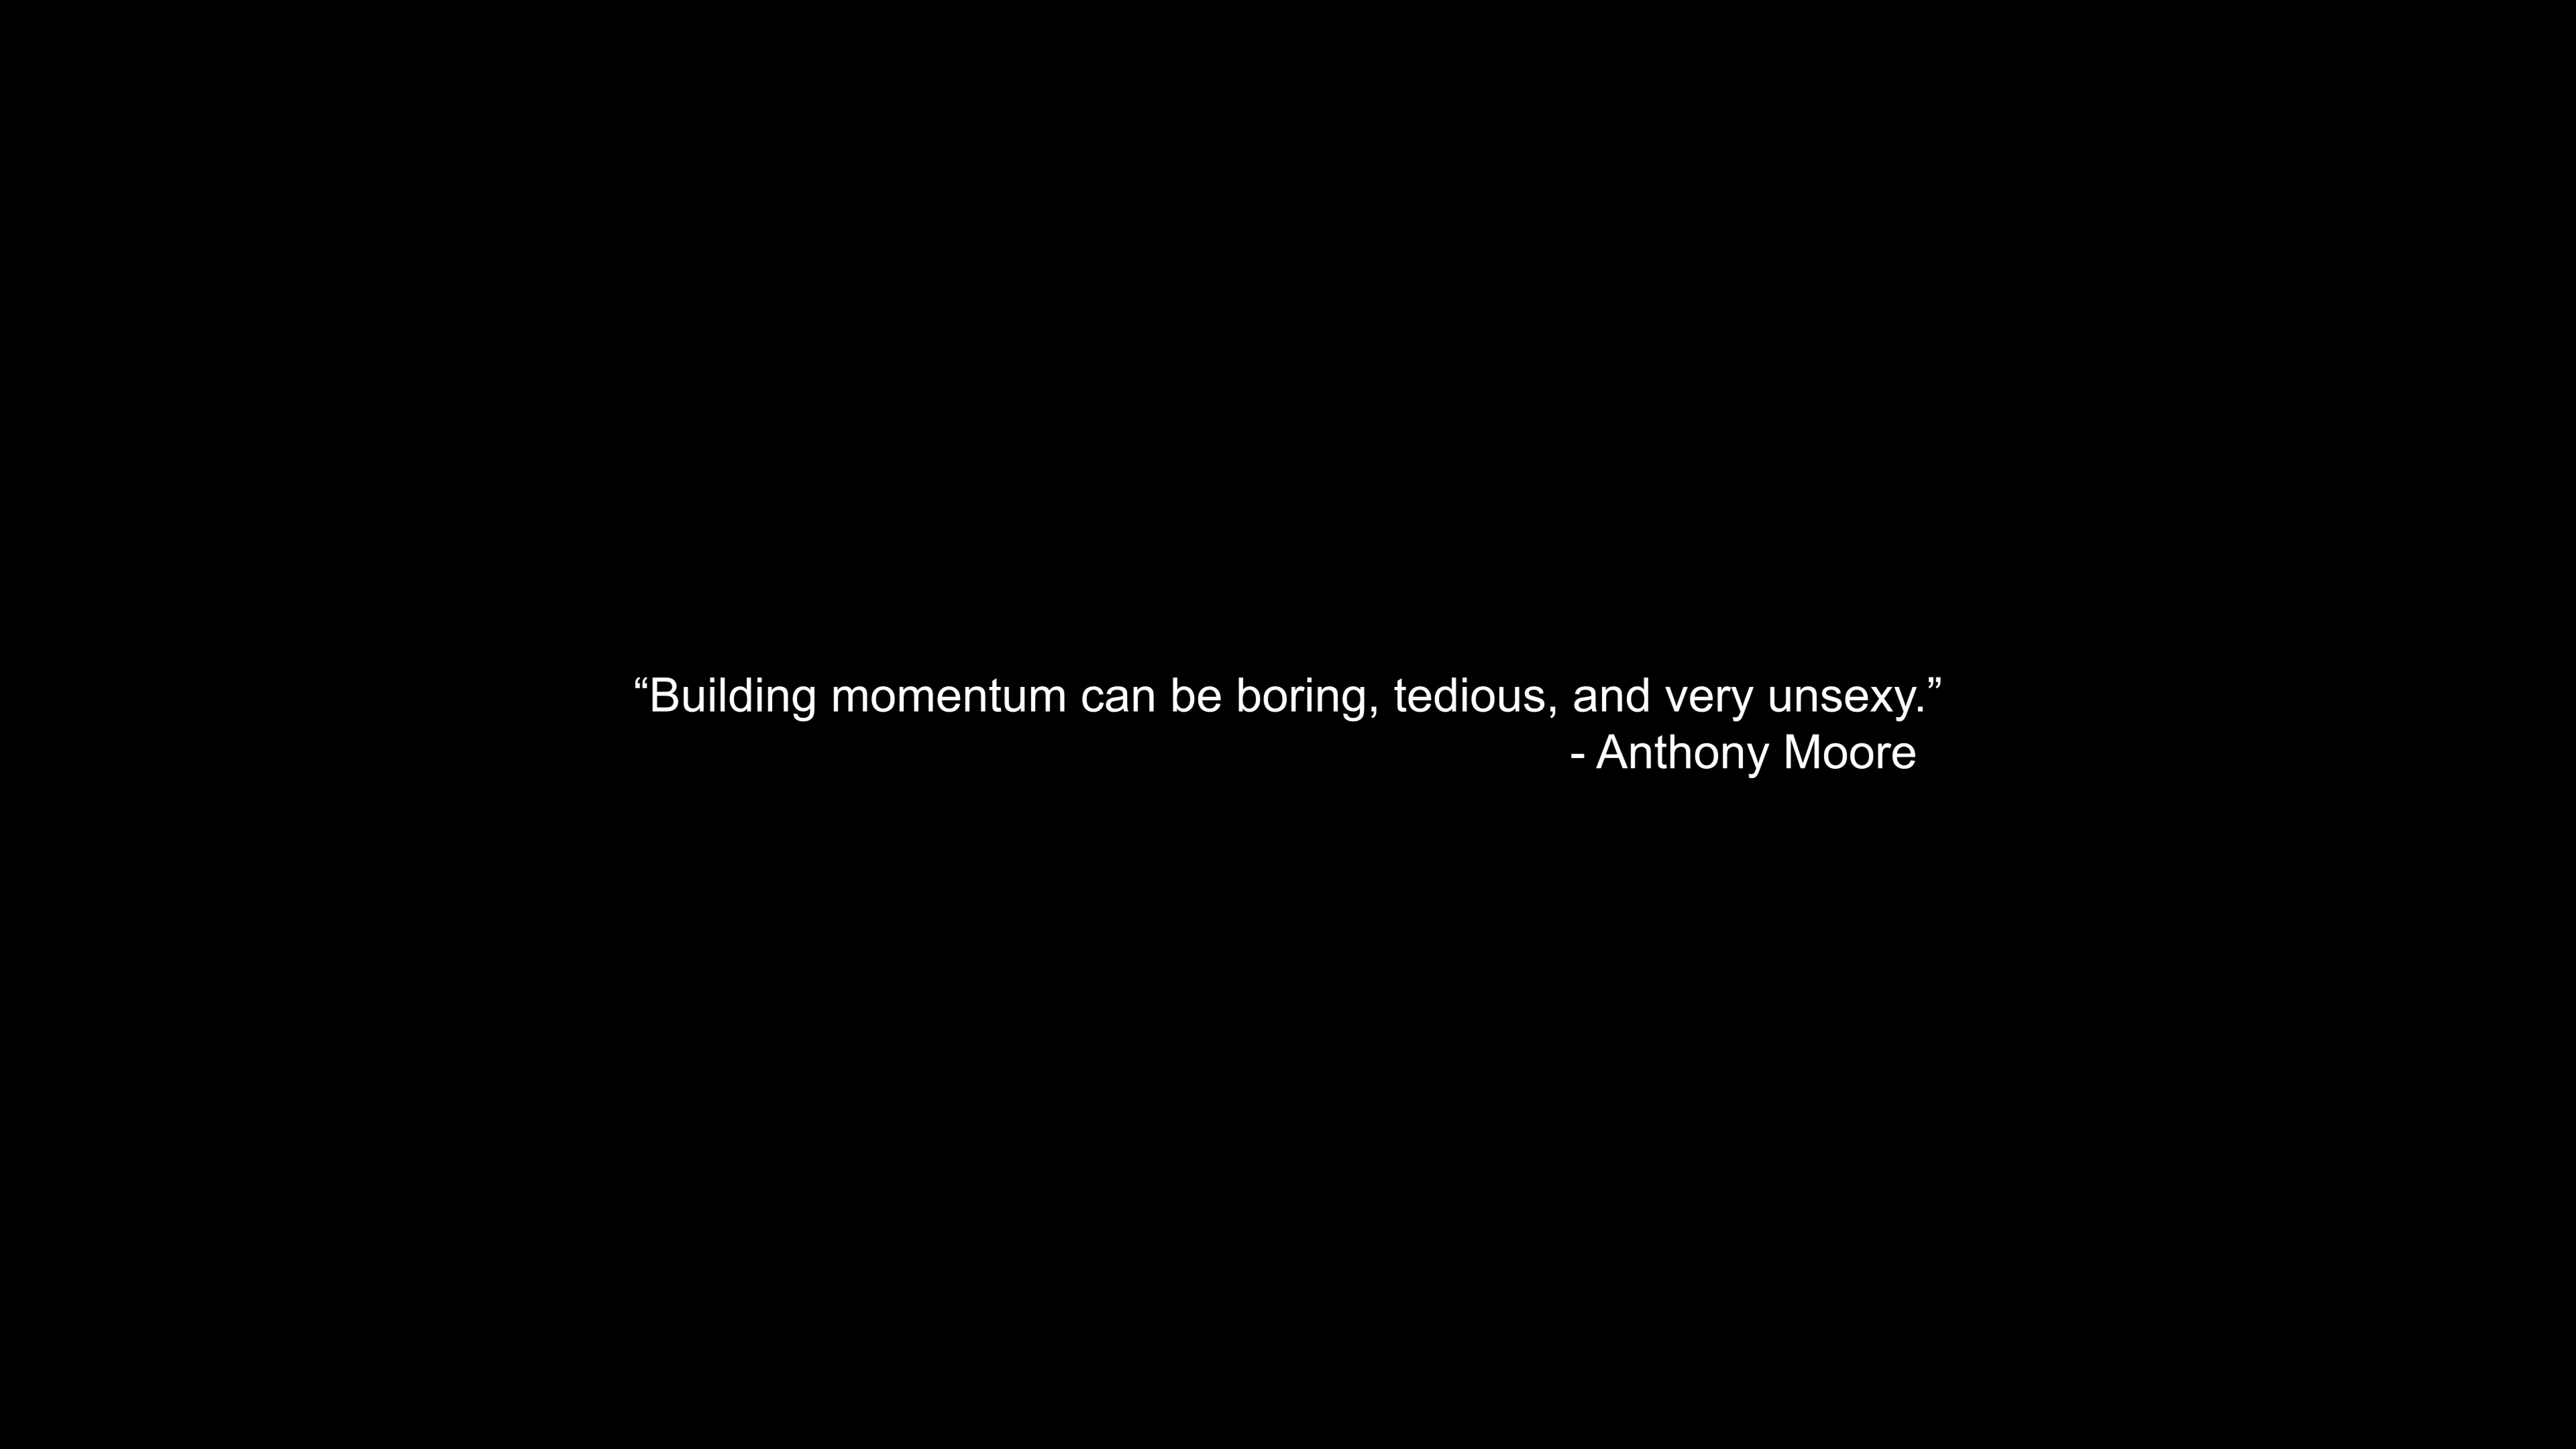 “Building momentum can be boring, tedious, and very unsexy.”
- Anthony Moore